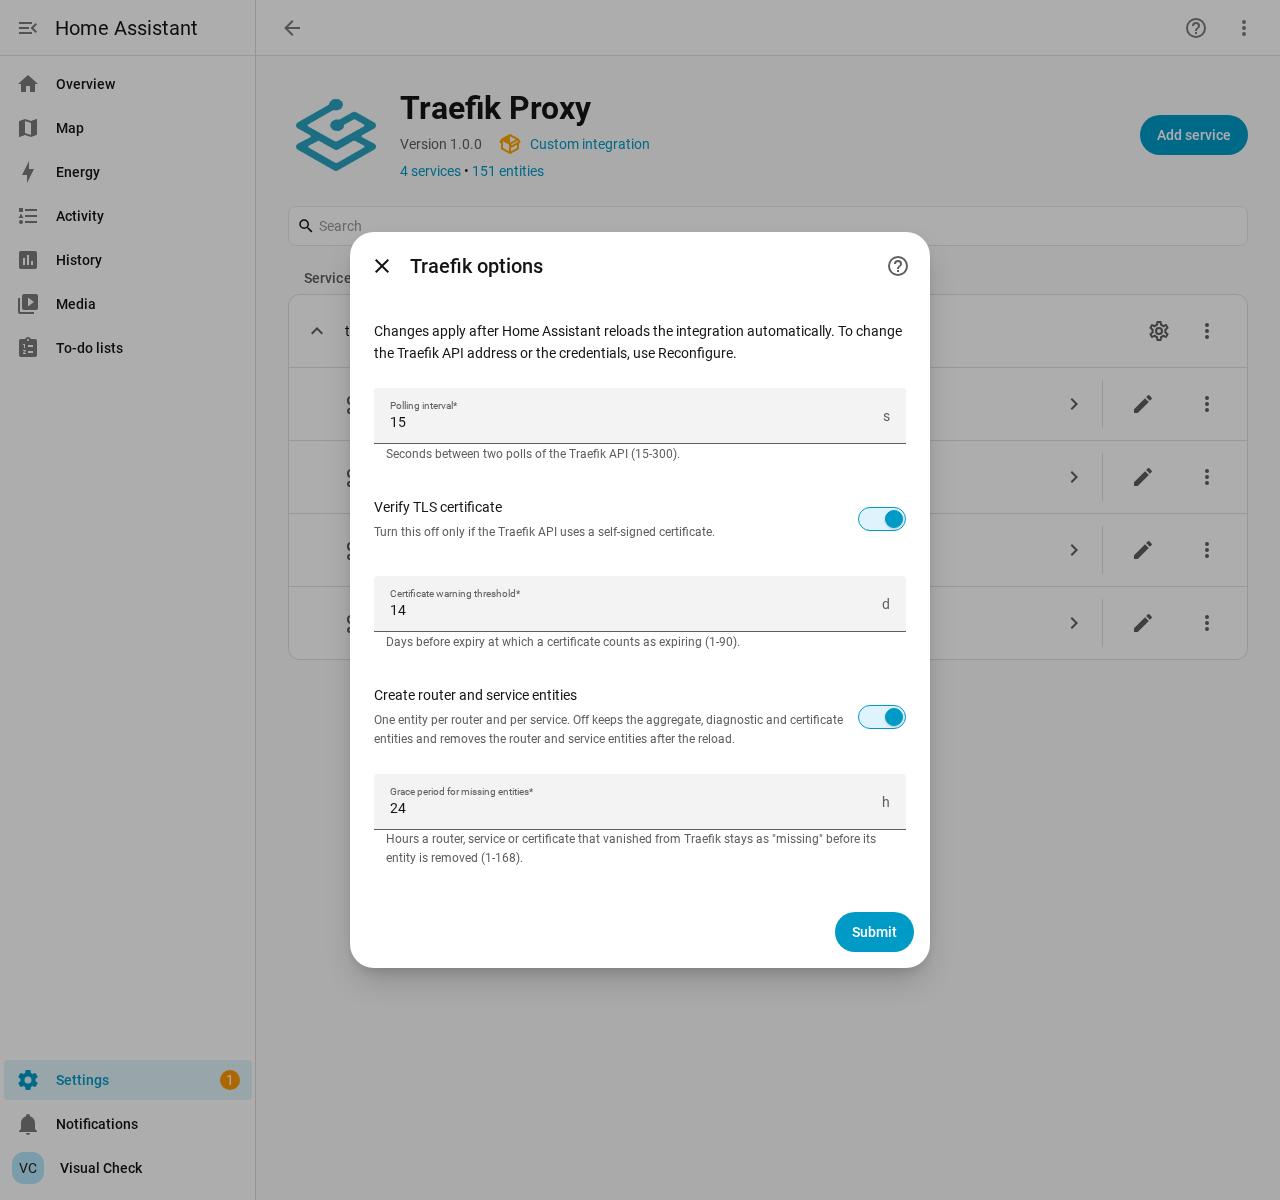 Home Assistant
Overview
Map
Energy
Activity
History
Media
To-do lists
Settings
1
Notifications
VC
Visual Check
Traefik Proxy
Version 1.0.0
Custom integration
4 services • 151 entities
Add service
Search
Service
Traefik options
Changes apply after Home Assistant reloads the integration automatically. To change
the Traefik API address or the credentials, use Reconfigure.
Polling interval*
15
s
Seconds between two polls of the Traefik API (15-300).
Verify TLS certificate
Turn this off only if the Traefik API uses a self-signed certificate.
Certificate warning threshold*
14
d
Days before expiry at which a certificate counts as expiring (1-90).
Create router and service entities
One entity per router and per service. Off keeps the aggregate, diagnostic and certificate
entities and removes the router and service entities after the reload.
Grace period for missing entities*
24
h
Hours a router, service or certificate that vanished from Traefik stays as "missing" before its
entity is removed (1-168).
Submit